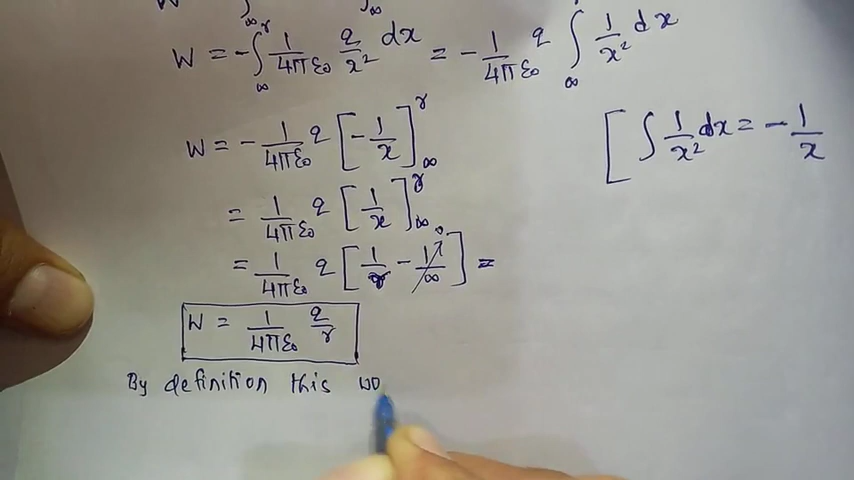 W = -∫_∞^r 1/4πε₀ q/x² dx = -1/4πε₀ q ∫_∞ 1/x² dx
W = -1/4πε₀ q [-1/x]_∞^r
[ ∫ 1/x² dx = -1/x
= 1/4πε₀ q [1/x]_∞^r
= 1/4πε₀ q [1/r - 1/∞ 0] =
W = 1/4πε₀ q/r
By definition this wo